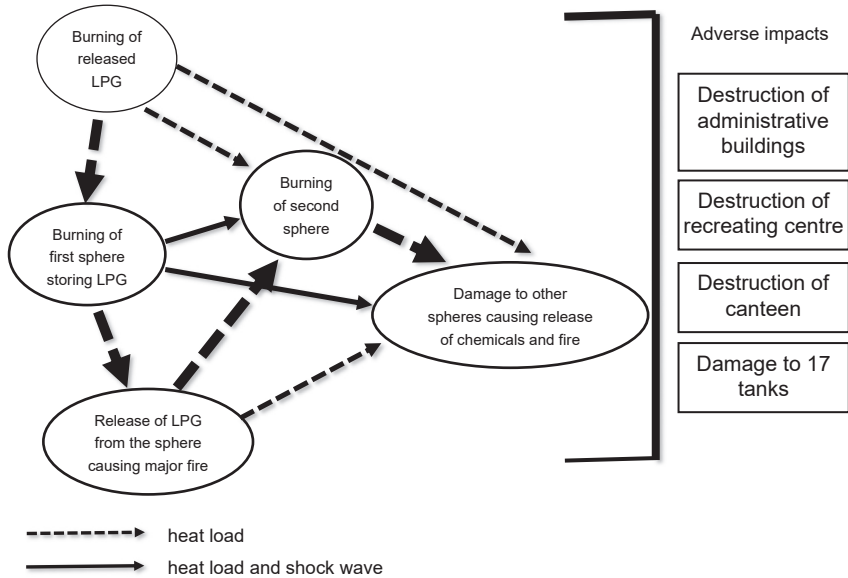 Burning of
released
LPG
Adverse impacts
Destruction of
administrative
buildings
Burning
of second
sphere
Destruction of
recreating centre
Burning of
first sphere
storing LPG
Damage to other
spheres causing release
of chemicals and fire
Destruction of
canteen
Damage to 17
tanks
Release of LPG
from the sphere
causing major fire
heat load
heat load and shock wave